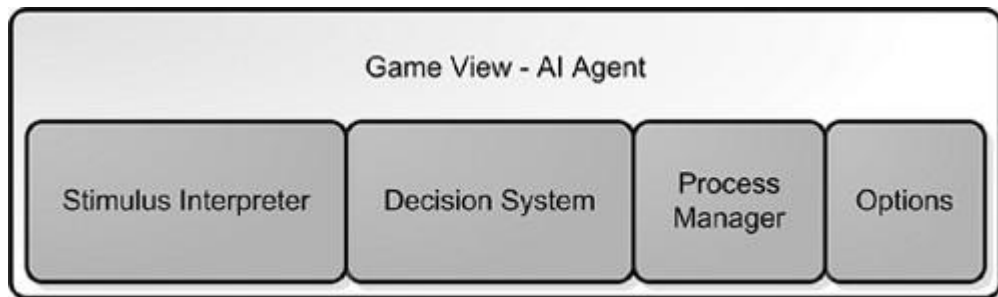 Game View - AI Agent
Stimulus Interpreter
Decision System
Process
Manager
Options